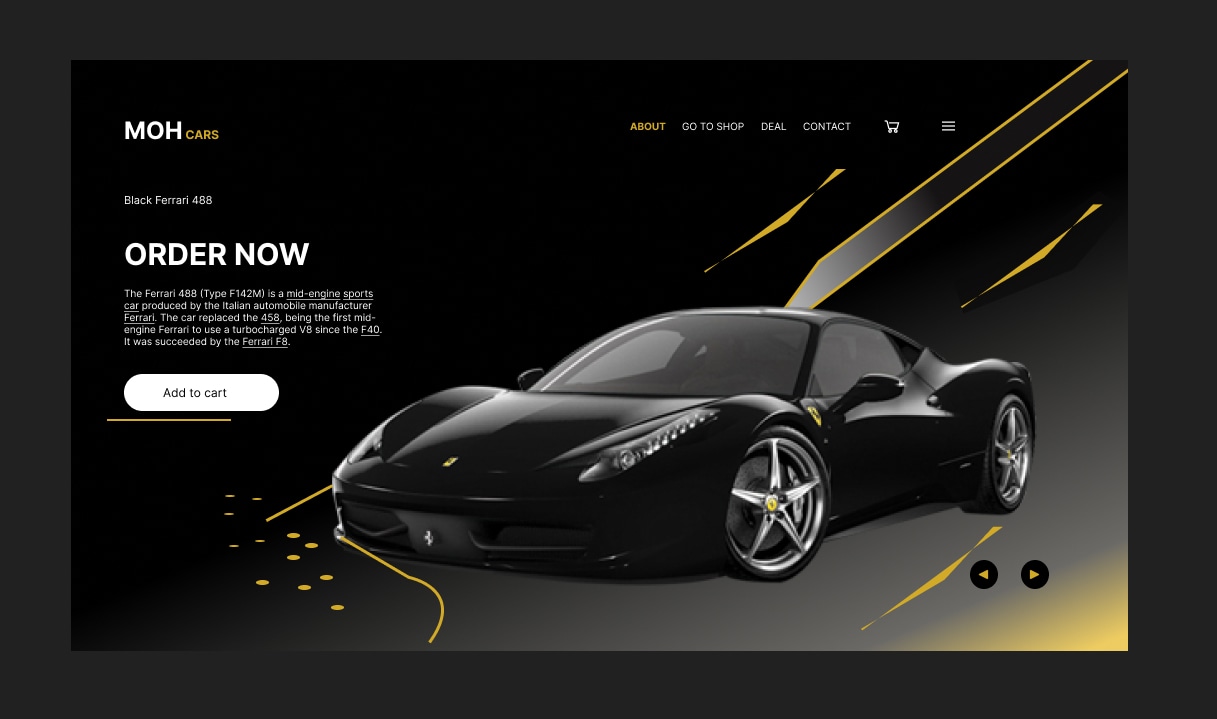 MOH CARS
ABOUT GO TO SHOP DEAL CONTACT
Black Ferrari 488
ORDER NOW
The Ferrari 488 (Type F142M) is a mid-engine sports
car produced by the Italian automobile manufacturer
Ferrari. The car replaced the 458, being the first mid-
engine Ferrari to use a turbocharged V8 since the F40.
It was succeeded by the Ferrari F8.
Add to cart